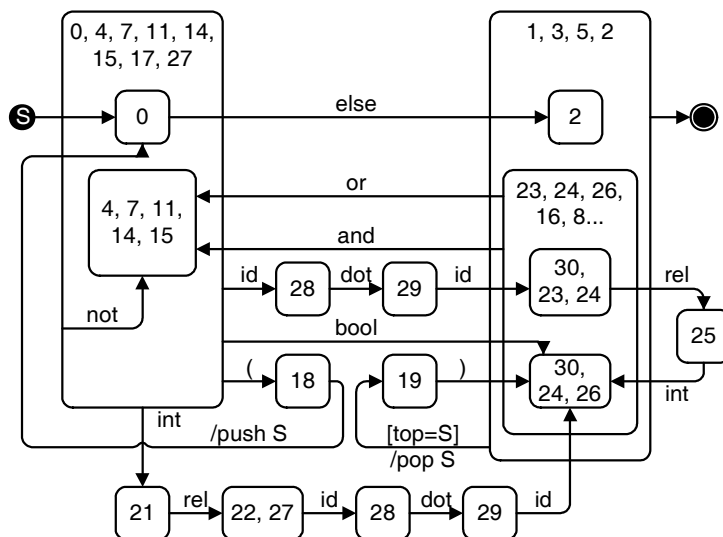 0, 4, 7, 11, 14,
15, 17, 27
1, 3, 5, 2
S
0
else
2
or
4, 7, 11,
14, 15
23, 24, 26,
16, 8...
and
id
28
dot
29
id
30,
23, 24
rel
not
bool
25
(
18
19
)
30,
24, 26
int
int
/push S
[top=S]
/pop S
21
rel
22, 27
id
28
dot
29
id